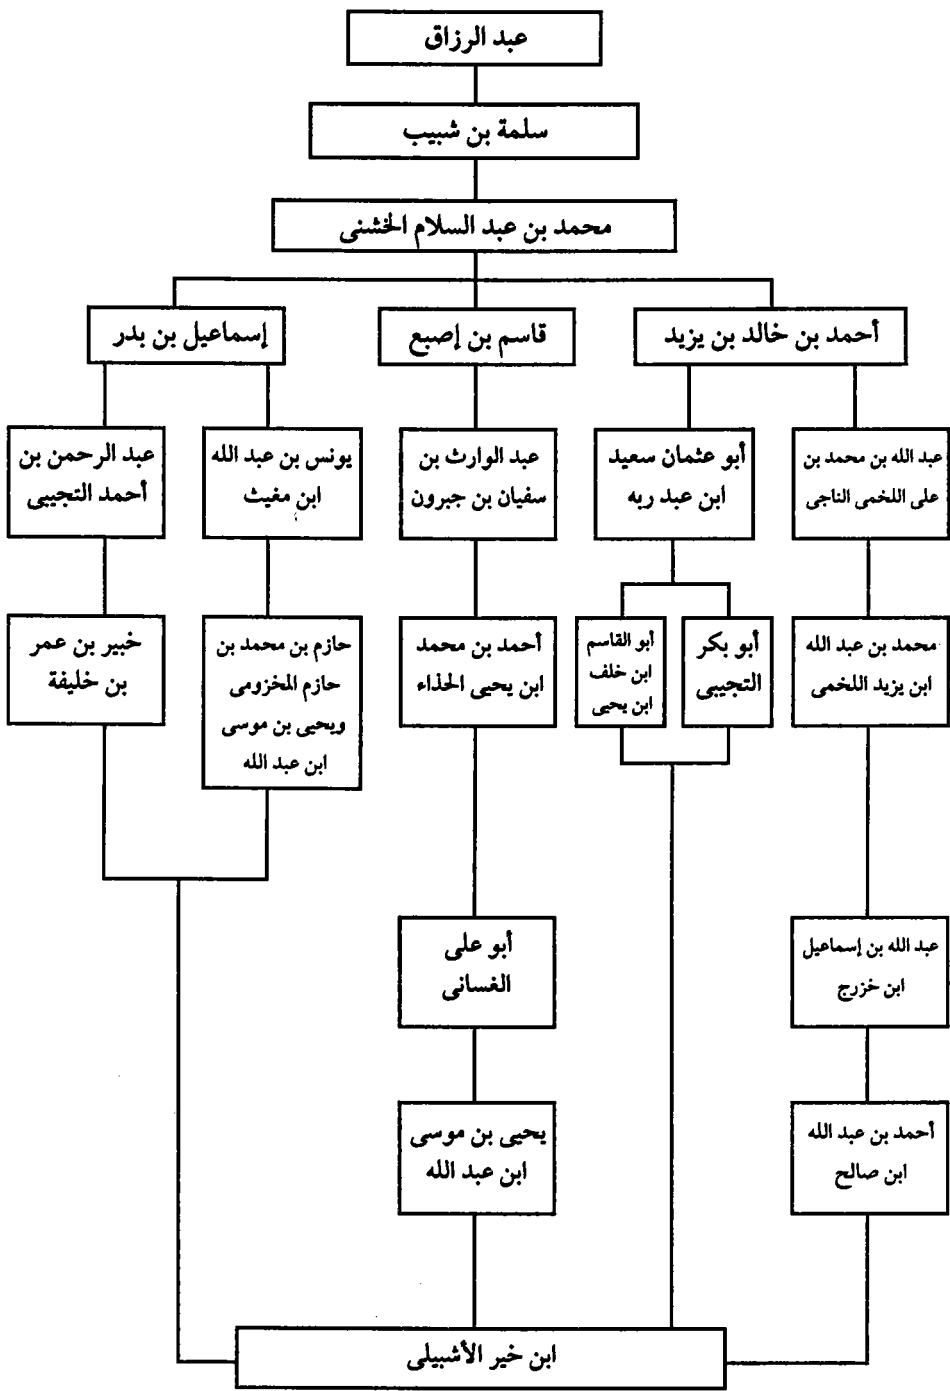 عبد الرزاق
سلمة بن شبيب
محمد بن عبد السلام الخشنى
أحمد بن خالد بن يزيد
قاسم بن إصبع
إسماعيل بن بدر
عبد الله بن محمد بن
على اللخمى الناجى
أبو عثمان سعيد
ابن عبد ربه
عبد الوارث بن
سفيان بن جبرون
يونس بن عبد الله
ابن مغيث
عبد الرحمن بن
أحمد التجيبى
محمد بن عبد الله
ابن يزيد اللخمى
أبو بكر
التجيبى
أبو القاسم
ابن خلف
ابن يحيى
أحمد بن محمد
ابن يحيى الحذاء
حازم بن محمد بن
حازم المخزومى
ويحيى بن موسى
ابن عبد الله
خبير بن عمر
بن خليفة
عبد الله بن إسماعيل
ابن خزرج
أبو على
الغسانى
أحمد بن عبد الله
ابن صالح
يحيى بن موسى
ابن عبد الله
ابن خير الأشبيلى